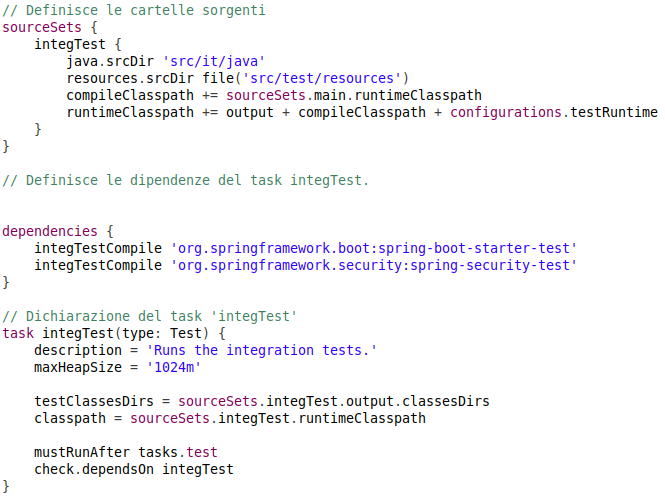 // Definisce le cartelle sorgenti
sourceSets {
    integTest {
        java.srcDir 'src/it/java'
        resources.srcDir file('src/test/resources')
        compileClasspath += sourceSets.main.runtimeClasspath
        runtimeClasspath += output + compileClasspath + configurations.testRuntime
    }
}

// Definisce le dipendenze del task integTest.


dependencies {
    integTestCompile 'org.springframework.boot:spring-boot-starter-test'
    integTestCompile 'org.springframework.security:spring-security-test'
}

// Dichiarazione del task 'integTest'
task integTest(type: Test) {
    description = 'Runs the integration tests.'
    maxHeapSize = '1024m'

    testClassesDirs = sourceSets.integTest.output.classesDirs
    classpath = sourceSets.integTest.runtimeClasspath

    mustRunAfter tasks.test
    check.dependsOn integTest
}